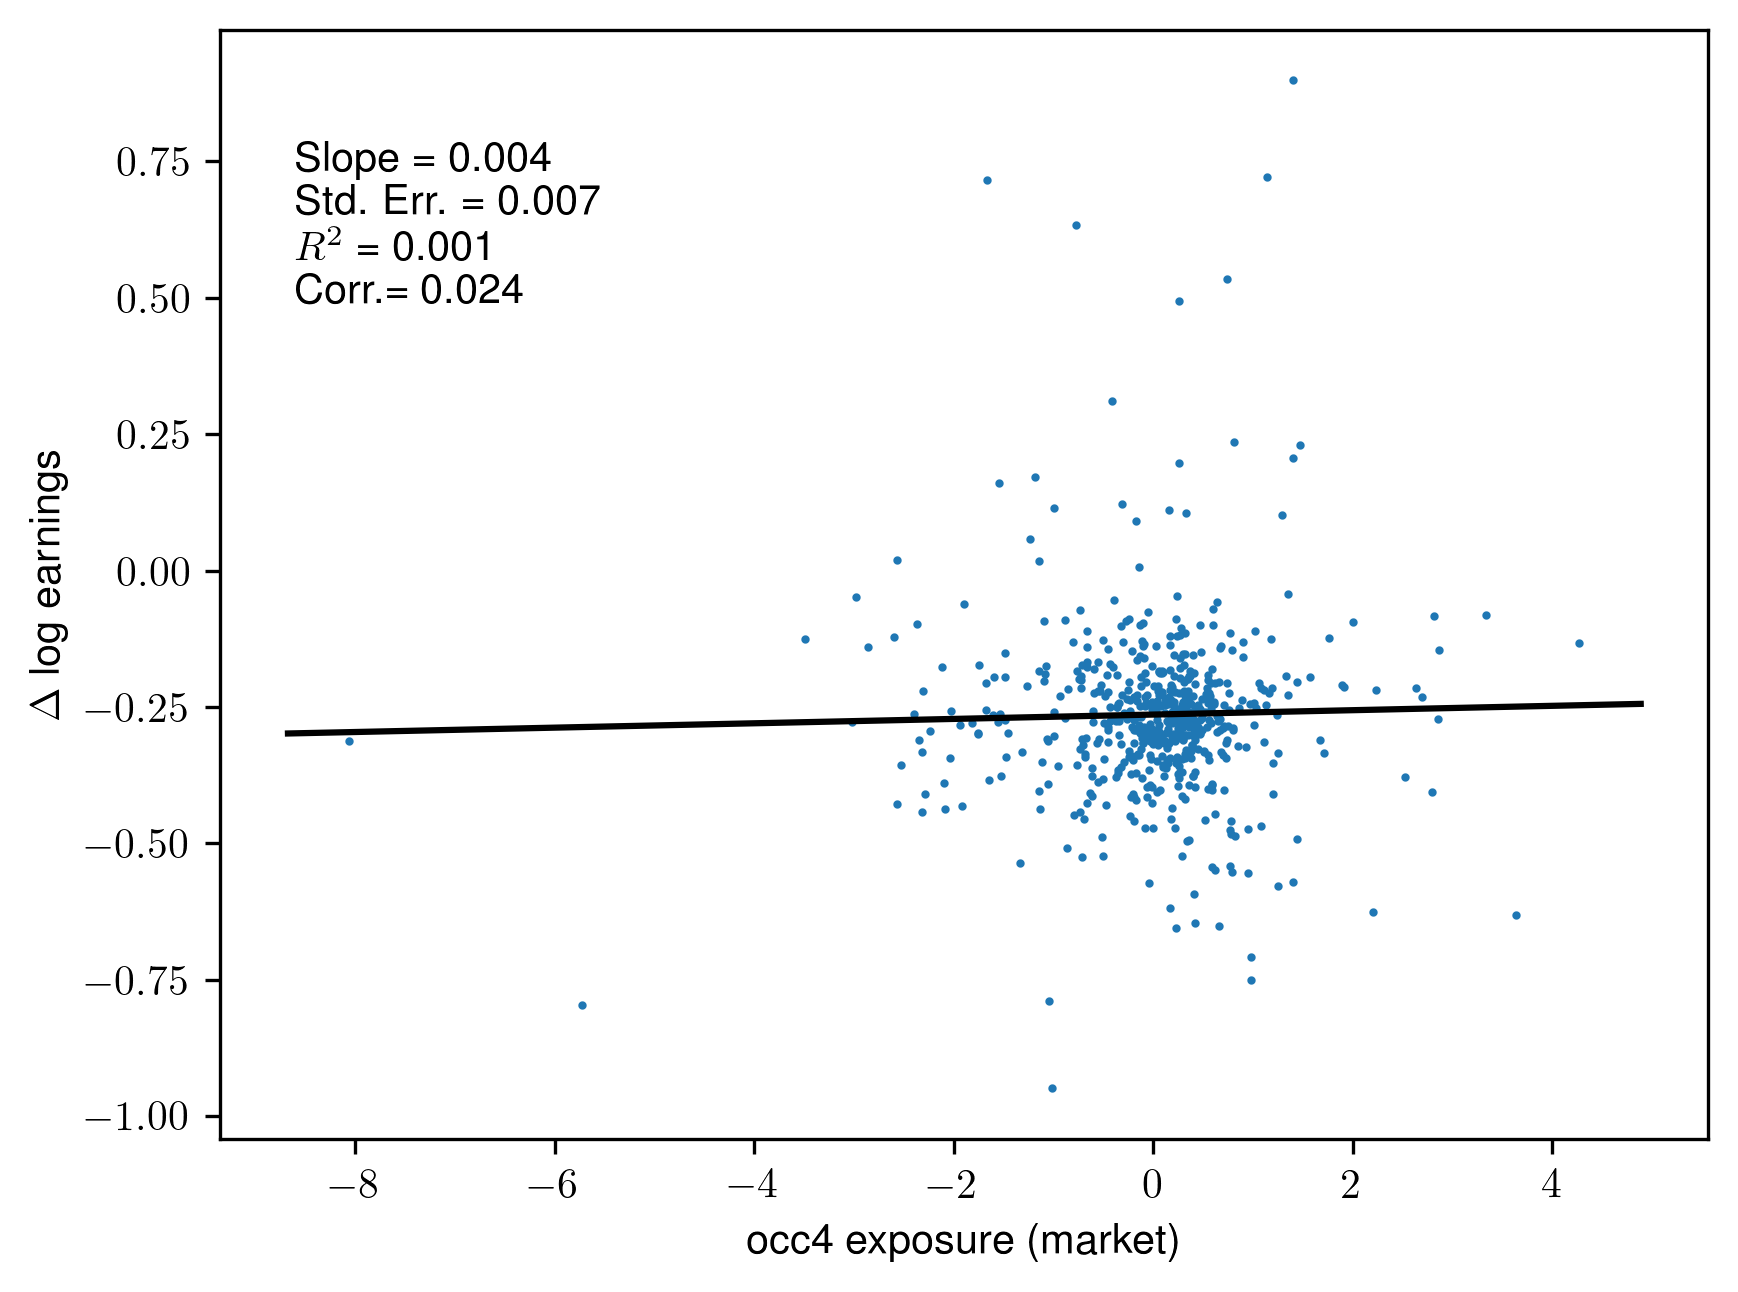 Slope = 0.004
Std. Err. = 0.007
R² = 0.001
Corr.= 0.024
0.75
0.50
0.25
0.00
−0.25
−0.50
−0.75
−1.00
Δ log earnings
−8 −6 −4 −2 0 2 4
occ4 exposure (market)